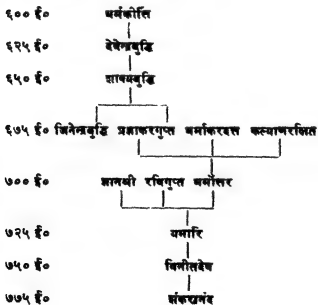 ६०० ई० धर्मकीर्त्ति
६२५ ई० देवेन्द्रबुद्धि
६५० ई० शाक्यबुद्धि
६७५ ई० जिनेन्द्रबुद्धि प्रज्ञाकरगुप्त धर्माकरदत्त कल्याणरक्षित
७०० ई० ज्ञानश्री रविगुप्त धर्मोत्तर
७२५ ई० यमारि
७५० ई० विनीतदेव
७७५ ई० शंकरानंद